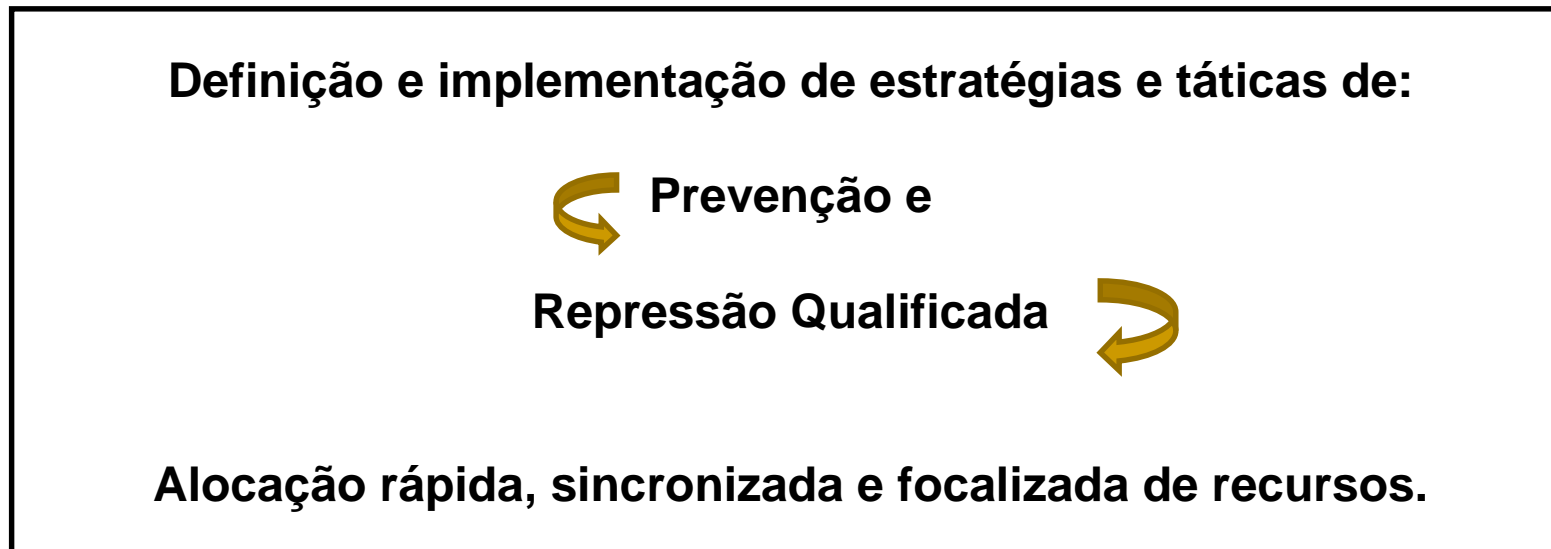 Definição e implementação de estratégias e táticas de:
Prevenção e
Repressão Qualificada
Alocação rápida, sincronizada e focalizada de recursos.